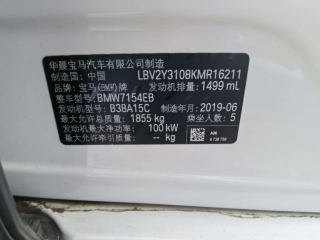 华晨宝马汽车有限公司制造
制造国：中国 LBV2Y3108KMR16211
品牌：宝马(BMW)牌 发动机排量：1499 mL
整车型号：BMW7154EB
发动机型号：B38A15C 制造年月：2019-06
最大允许总质量：1855 kg 乘坐人数：5
发动机最大净功率：100 kW
最大允许牵引质量：-- kg